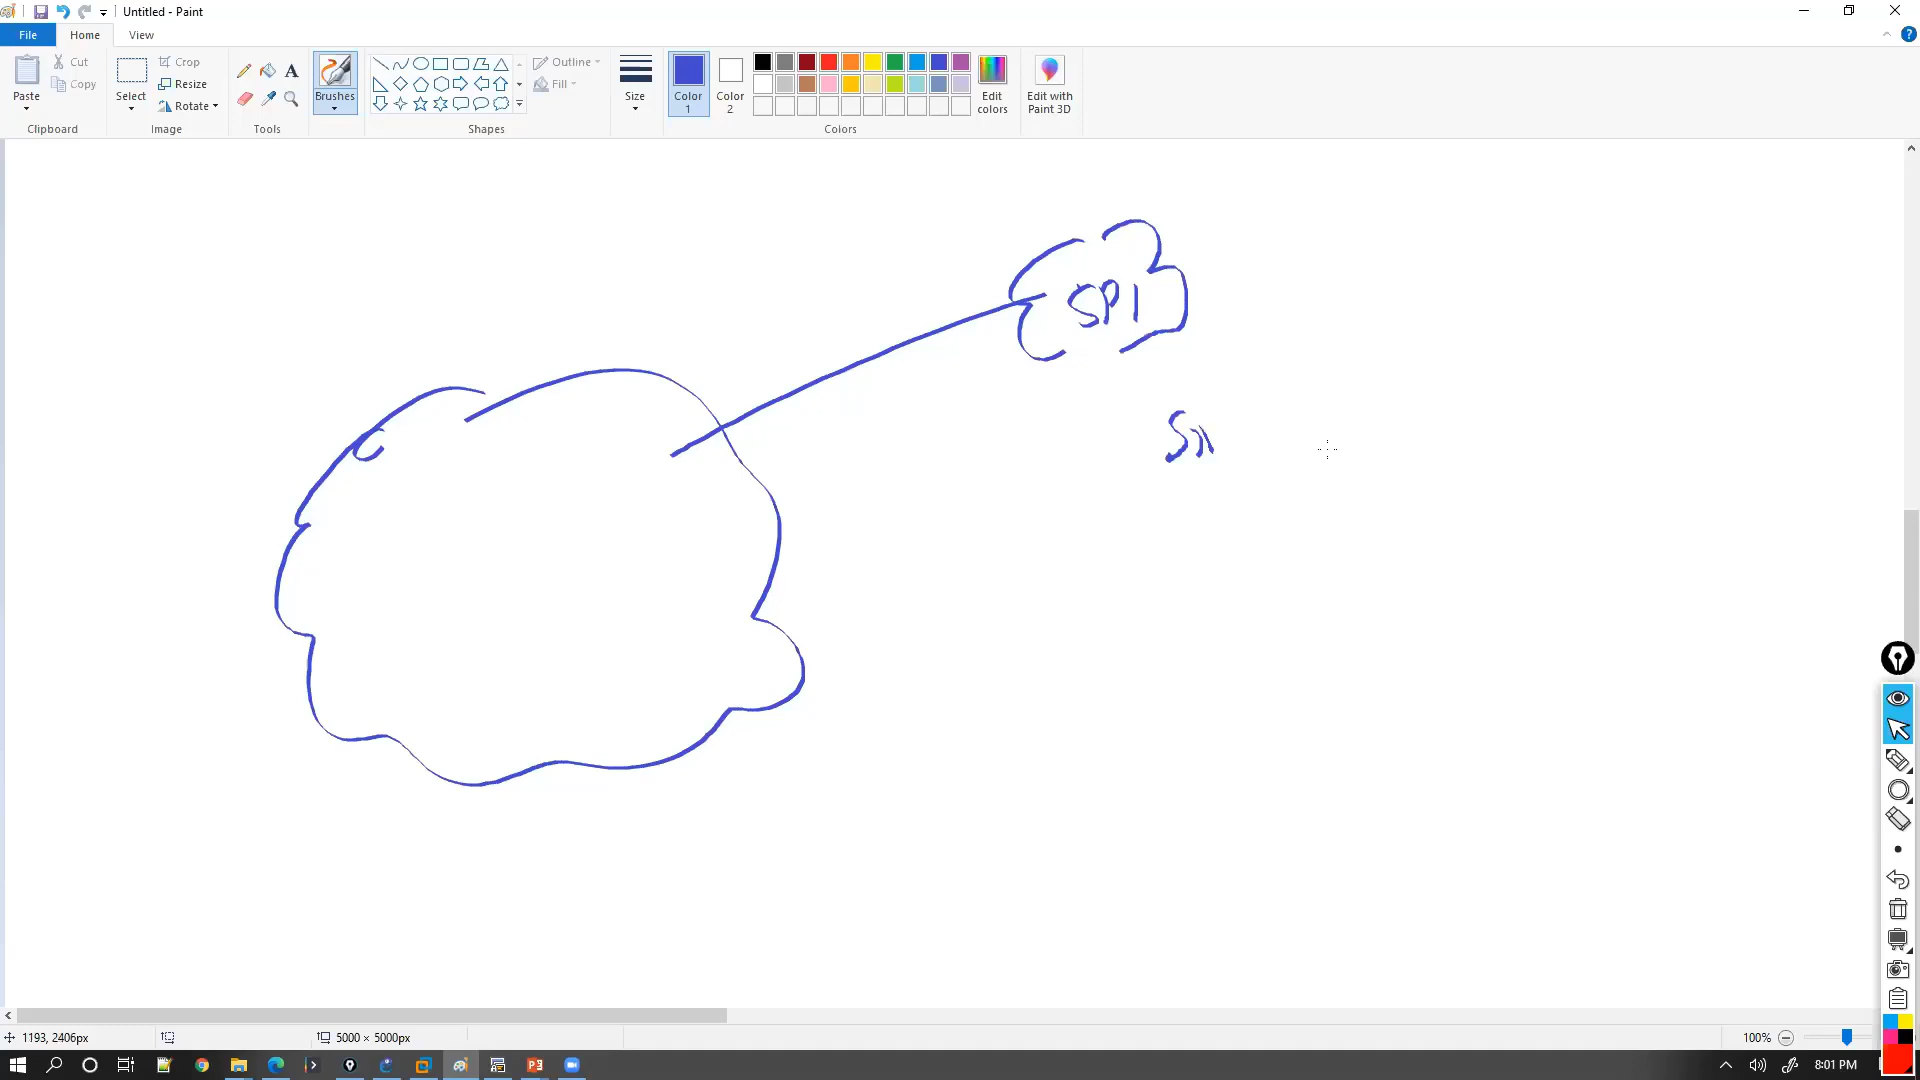 Untitled - Paint
File Home View
Paste
Cut
Copy
Clipboard
Select
Crop
Resize
Rotate
Image
Tools
Brushes
Shapes
Outline
Fill
Size
Color 1
Color 2
Colors
Edit colors
Edit with Paint 3D
SP1
1193, 2406px
5000 × 5000px
100%
8:01 PM